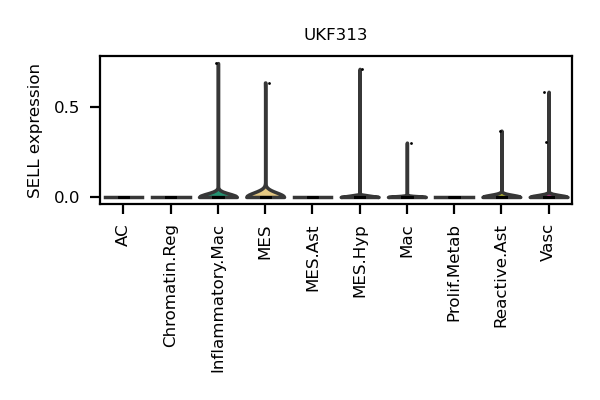 UKF313
SELL expression
0.5
0.0
AC
Chromatin.Reg
Inflammatory.Mac
MES
MES.Ast
MES.Hyp
Mac
Prolif.Metab
Reactive.Ast
Vasc